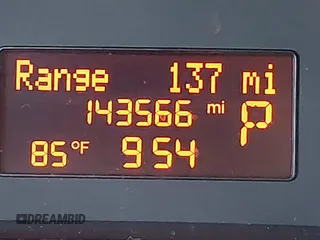 Range 137 mi
143566 mi P
85°F 9 54
DREAMBID